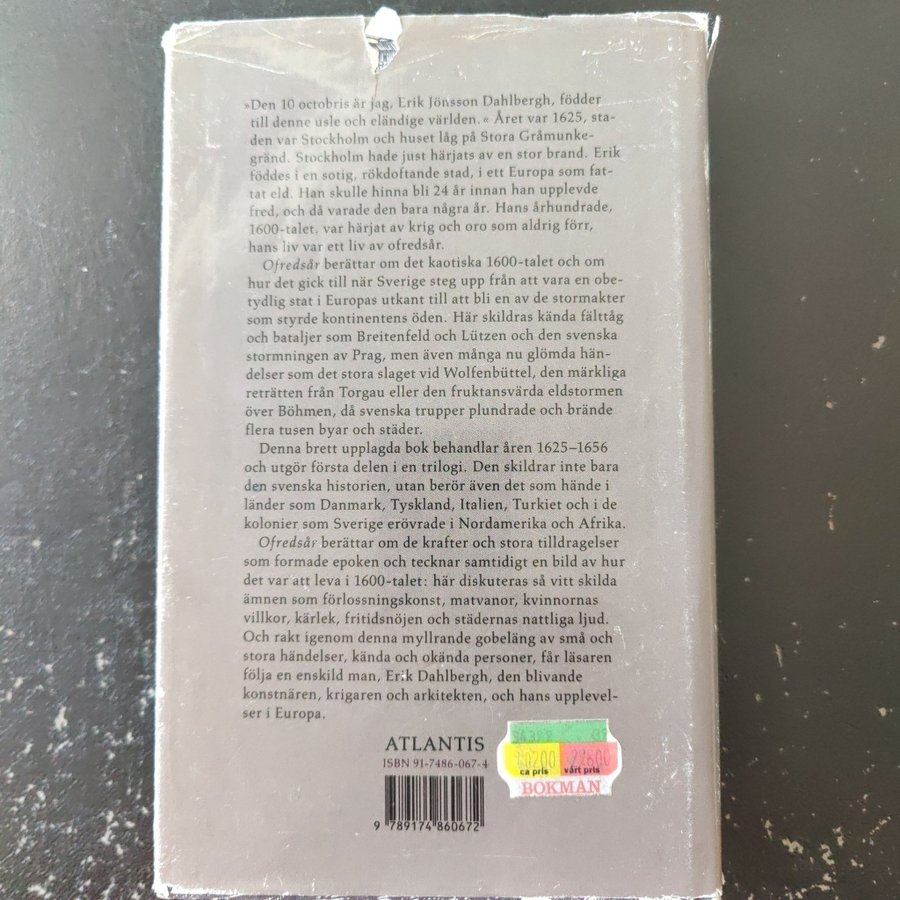 »Den 10 octobris är jag, Erik Jönsson Dahlbergh, födder
till denne usle och eländige världen.« Året var 1625, sta-
den var Stockholm och huset låg på Stora Gråmunke-
gränd. Stockholm hade just härjats av en stor brand. Erik
föddes i en sotig, rökdoftande stad, i ett Europa som fat-
tat eld. Han skulle hinna bli 24 år innan han upplevde
fred, och då varade den bara några år. Hans århundrade,
1600-talet, var härjat av krig och oro som aldrig förr,
hans liv var ett liv av ofredsår.
Ofredsår berättar om det kaotiska 1600-talet och om
hur det gick till när Sverige steg upp från att vara en obe-
tydlig stat i Europas utkant till att bli en av de stormakter
som styrde kontinentens öden. Här skildras kända fälttåg
och bataljer som Breitenfeld och Lützen och den svenska
stormningen av Prag, men även många nu glömda hän-
delser som det stora slaget vid Wolfenbüttel, den märkliga
reträtten från Torgau eller den fruktansvärda eldstormen
över Böhmen, då svenska trupper plundrade och brände
flera tusen byar och städer.
Denna brett upplagda bok behandlar åren 1625–1656
och utgör första delen i en trilogi. Den skildrar inte bara
den svenska historien, utan berör även det som hände i
länder som Danmark, Tyskland, Italien, Turkiet och i de
kolonier som Sverige erövrade i Nordamerika och Afrika.
Ofredsår berättar om de krafter och stora tilldragelser
som formade epoken och tecknar samtidigt en bild av hur
det var att leva i 1600-talet: här diskuteras så vitt skilda
ämnen som förlossningskonst, matvanor, kvinnornas
villkor, kärlek, fritidsnöjen och städernas nattliga ljud.
Och rakt igenom denna myllrande gobeläng av små och
stora händelser, kända och okända personer, får läsaren
följa en enskild man, Erik Dahlbergh, den blivande
konstnären, krigaren och arkitekten, och hans upplevel-
ser i Europa.
ATLANTIS
ISBN 91-7486-067-4
9 789174 860672
ca pris vårt pris
BOKMAN